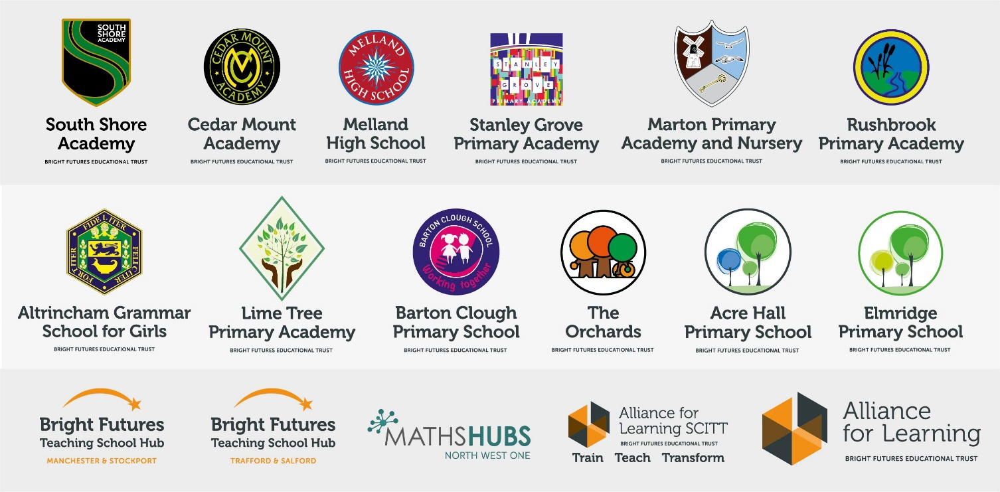 SOUTH
SHORE
ACADEMY
South Shore
Academy
BRIGHT FUTURES EDUCATIONAL TRUST
CEDAR MOUNT
ACADEMY
Cedar Mount
Academy
BRIGHT FUTURES EDUCATIONAL TRUST
MELLAND
HIGH SCHOOL
Melland
High School
BRIGHT FUTURES EDUCATIONAL TRUST
STANLEY
GROVE
PRIMARY ACADEMY
Stanley Grove
Primary Academy
BRIGHT FUTURES EDUCATIONAL TRUST
Marton Primary
Academy and Nursery
BRIGHT FUTURES EDUCATIONAL TRUST
Rushbrook
Primary Academy
BRIGHT FUTURES EDUCATIONAL TRUST
FIDELITER
FORTITER
FELICITER
Altrincham Grammar
School for Girls
BRIGHT FUTURES EDUCATIONAL TRUST
Lime Tree
Primary Academy
BRIGHT FUTURES EDUCATIONAL TRUST
BARTON CLOUGH SCHOOL
Working together
Barton Clough
Primary School
BRIGHT FUTURES EDUCATIONAL TRUST
The
Orchards
BRIGHT FUTURES EDUCATIONAL TRUST
Acre Hall
Primary School
BRIGHT FUTURES EDUCATIONAL TRUST
Elmridge
Primary School
BRIGHT FUTURES EDUCATIONAL TRUST
Bright Futures
Teaching School Hub
MANCHESTER & STOCKPORT
Bright Futures
Teaching School Hub
TRAFFORD & SALFORD
MATHSHUBS
NORTH WEST ONE
Alliance for
Learning SCITT
BRIGHT FUTURES EDUCATIONAL TRUST
Train Teach Transform
Alliance
for Learning
BRIGHT FUTURES EDUCATIONAL TRUST